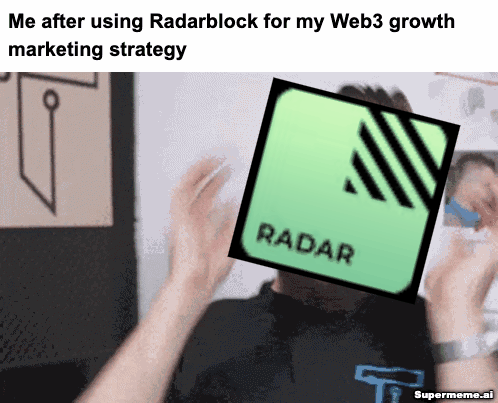 Me after using Radarblock for my Web3 growth
marketing strategy
RADAR
Supermeme.ai